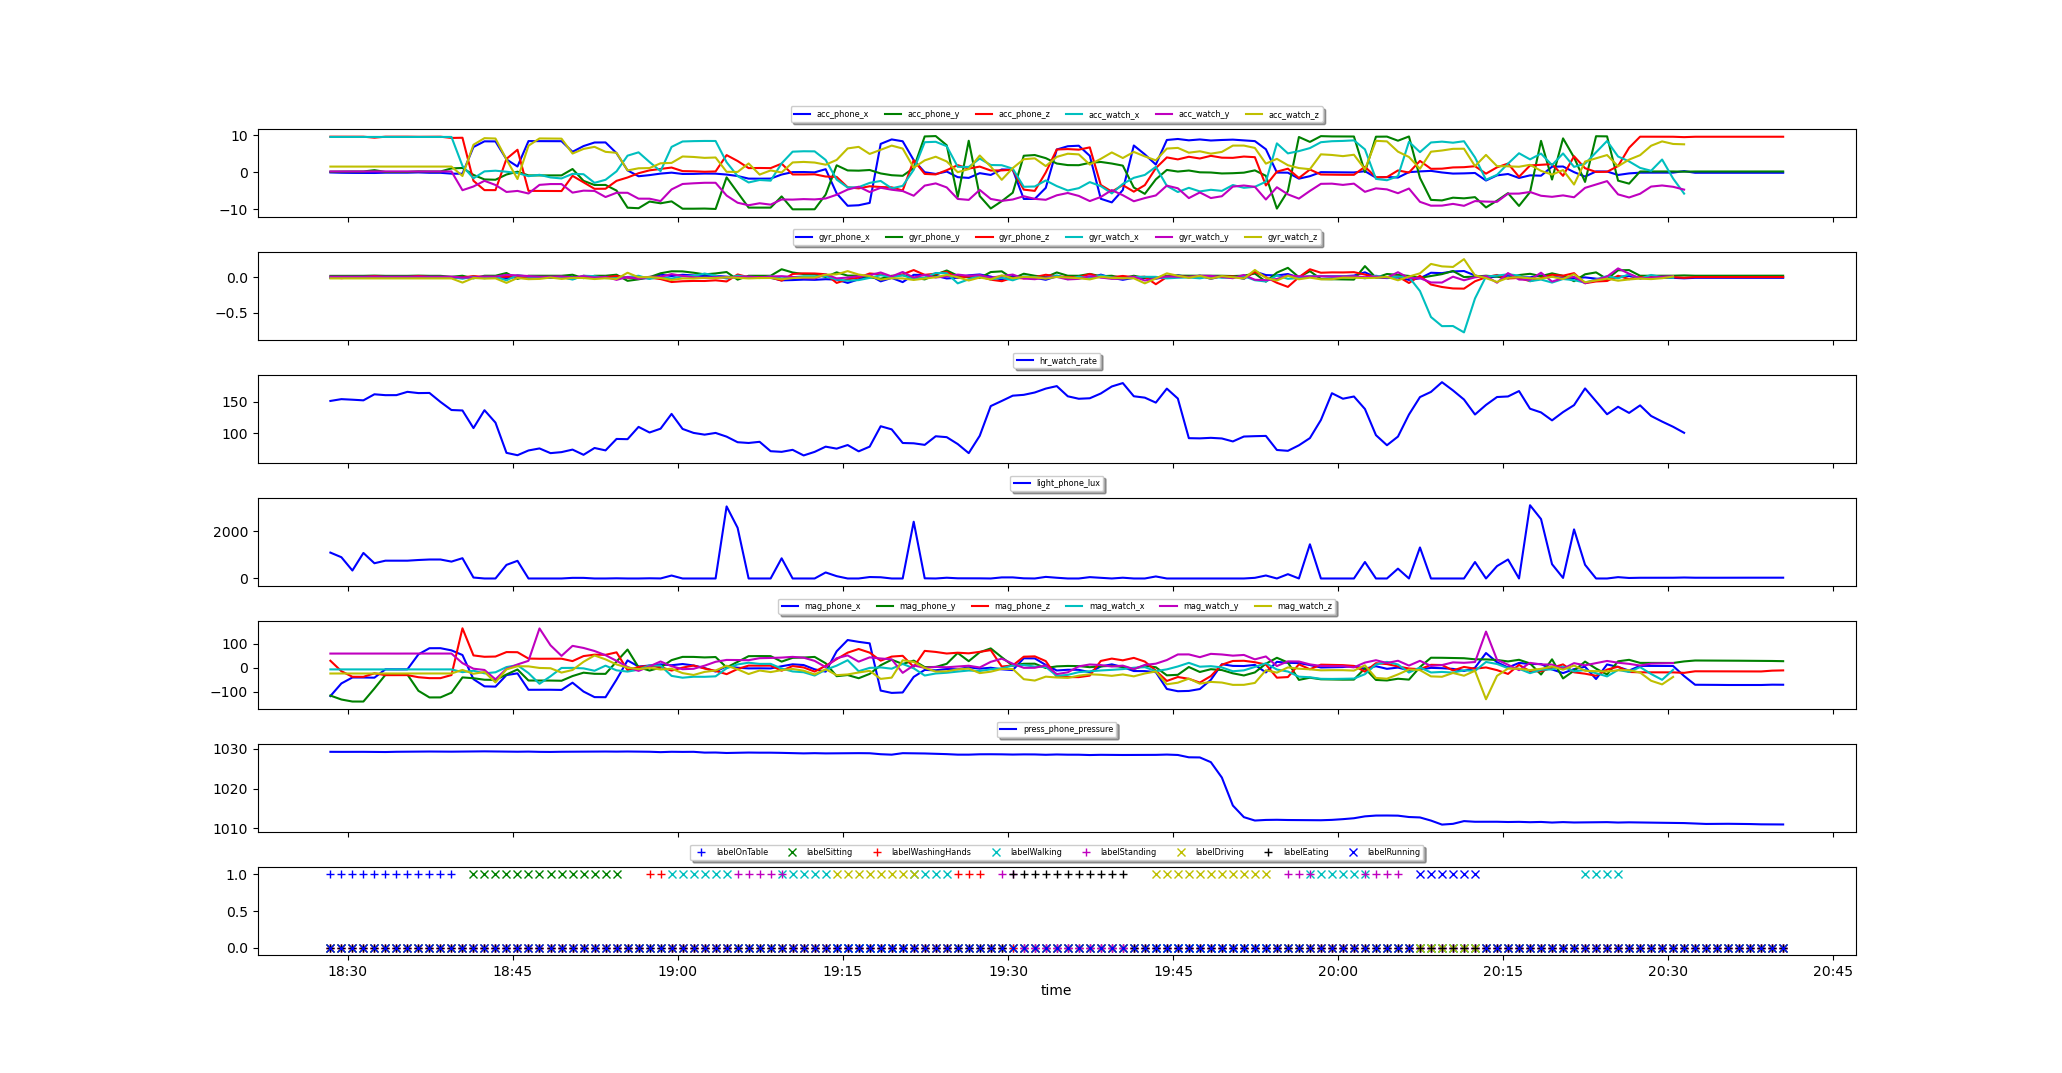 acc_phone_x acc_phone_y acc_phone_z acc_watch_x acc_watch_y acc_watch_z
10
0
−10
gyr_phone_x gyr_phone_y gyr_phone_z gyr_watch_x gyr_watch_y gyr_watch_z
0.0
−0.5
hr_watch_rate
150
100
light_phone_lux
2000
0
mag_phone_x mag_phone_y mag_phone_z mag_watch_x mag_watch_y mag_watch_z
100
0
−100
press_phone_pressure
1030
1020
1010
labelOnTable labelSitting labelWashingHands labelWalking labelStanding labelDriving labelEating labelRunning
1.0
0.5
0.0
18:30 18:45 19:00 19:15 19:30 19:45 20:00 20:15 20:30 20:45
time